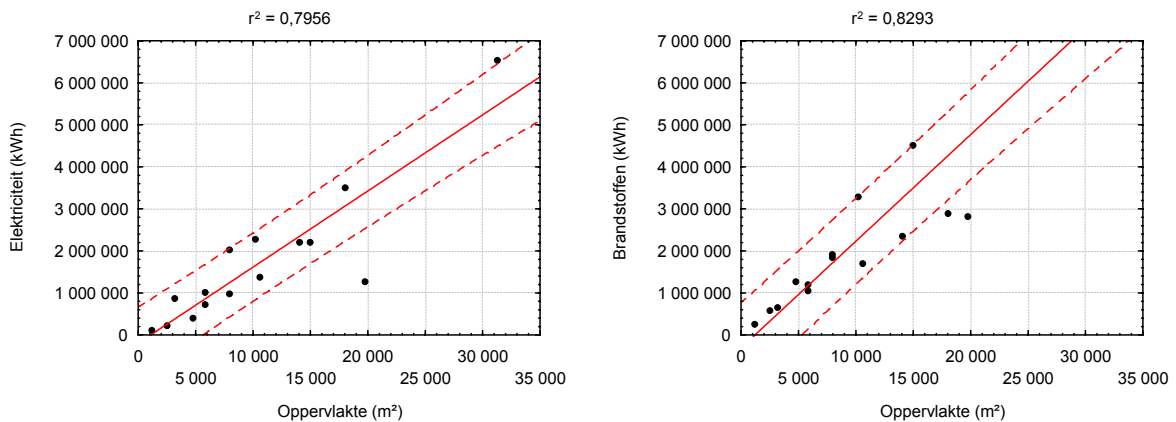 r² = 0,7956
7 000 000
6 000 000
5 000 000
4 000 000
3 000 000
2 000 000
1 000 000
0
Elektriciteit (kWh)
0 10 000 20 000 30 000
5 000 15 000 25 000 35 000
Oppervlakte (m²)
r² = 0,8293
7 000 000
6 000 000
5 000 000
4 000 000
3 000 000
2 000 000
1 000 000
0
Brandstoffen (kWh)
0 10 000 20 000 30 000
5 000 15 000 25 000 35 000
Oppervlakte (m²)